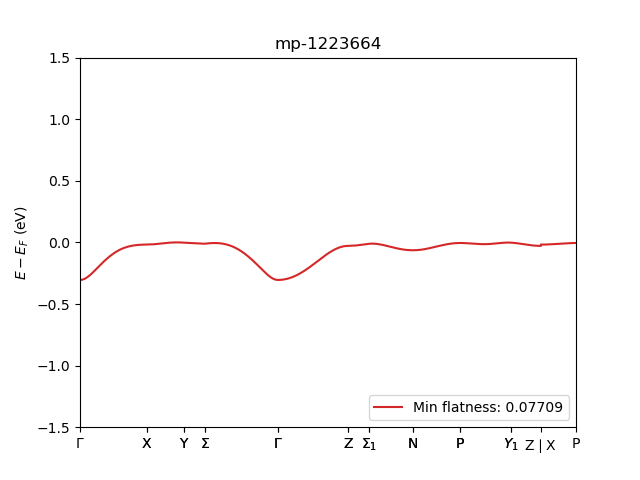 mp-1223664
1.5
1.0
0.5
0.0
−0.5
−1.0
−1.5
E − E_F (eV)
Min flatness: 0.07709
Γ X Y Σ Γ Z Σ₁ N P Y₁ Z | X P